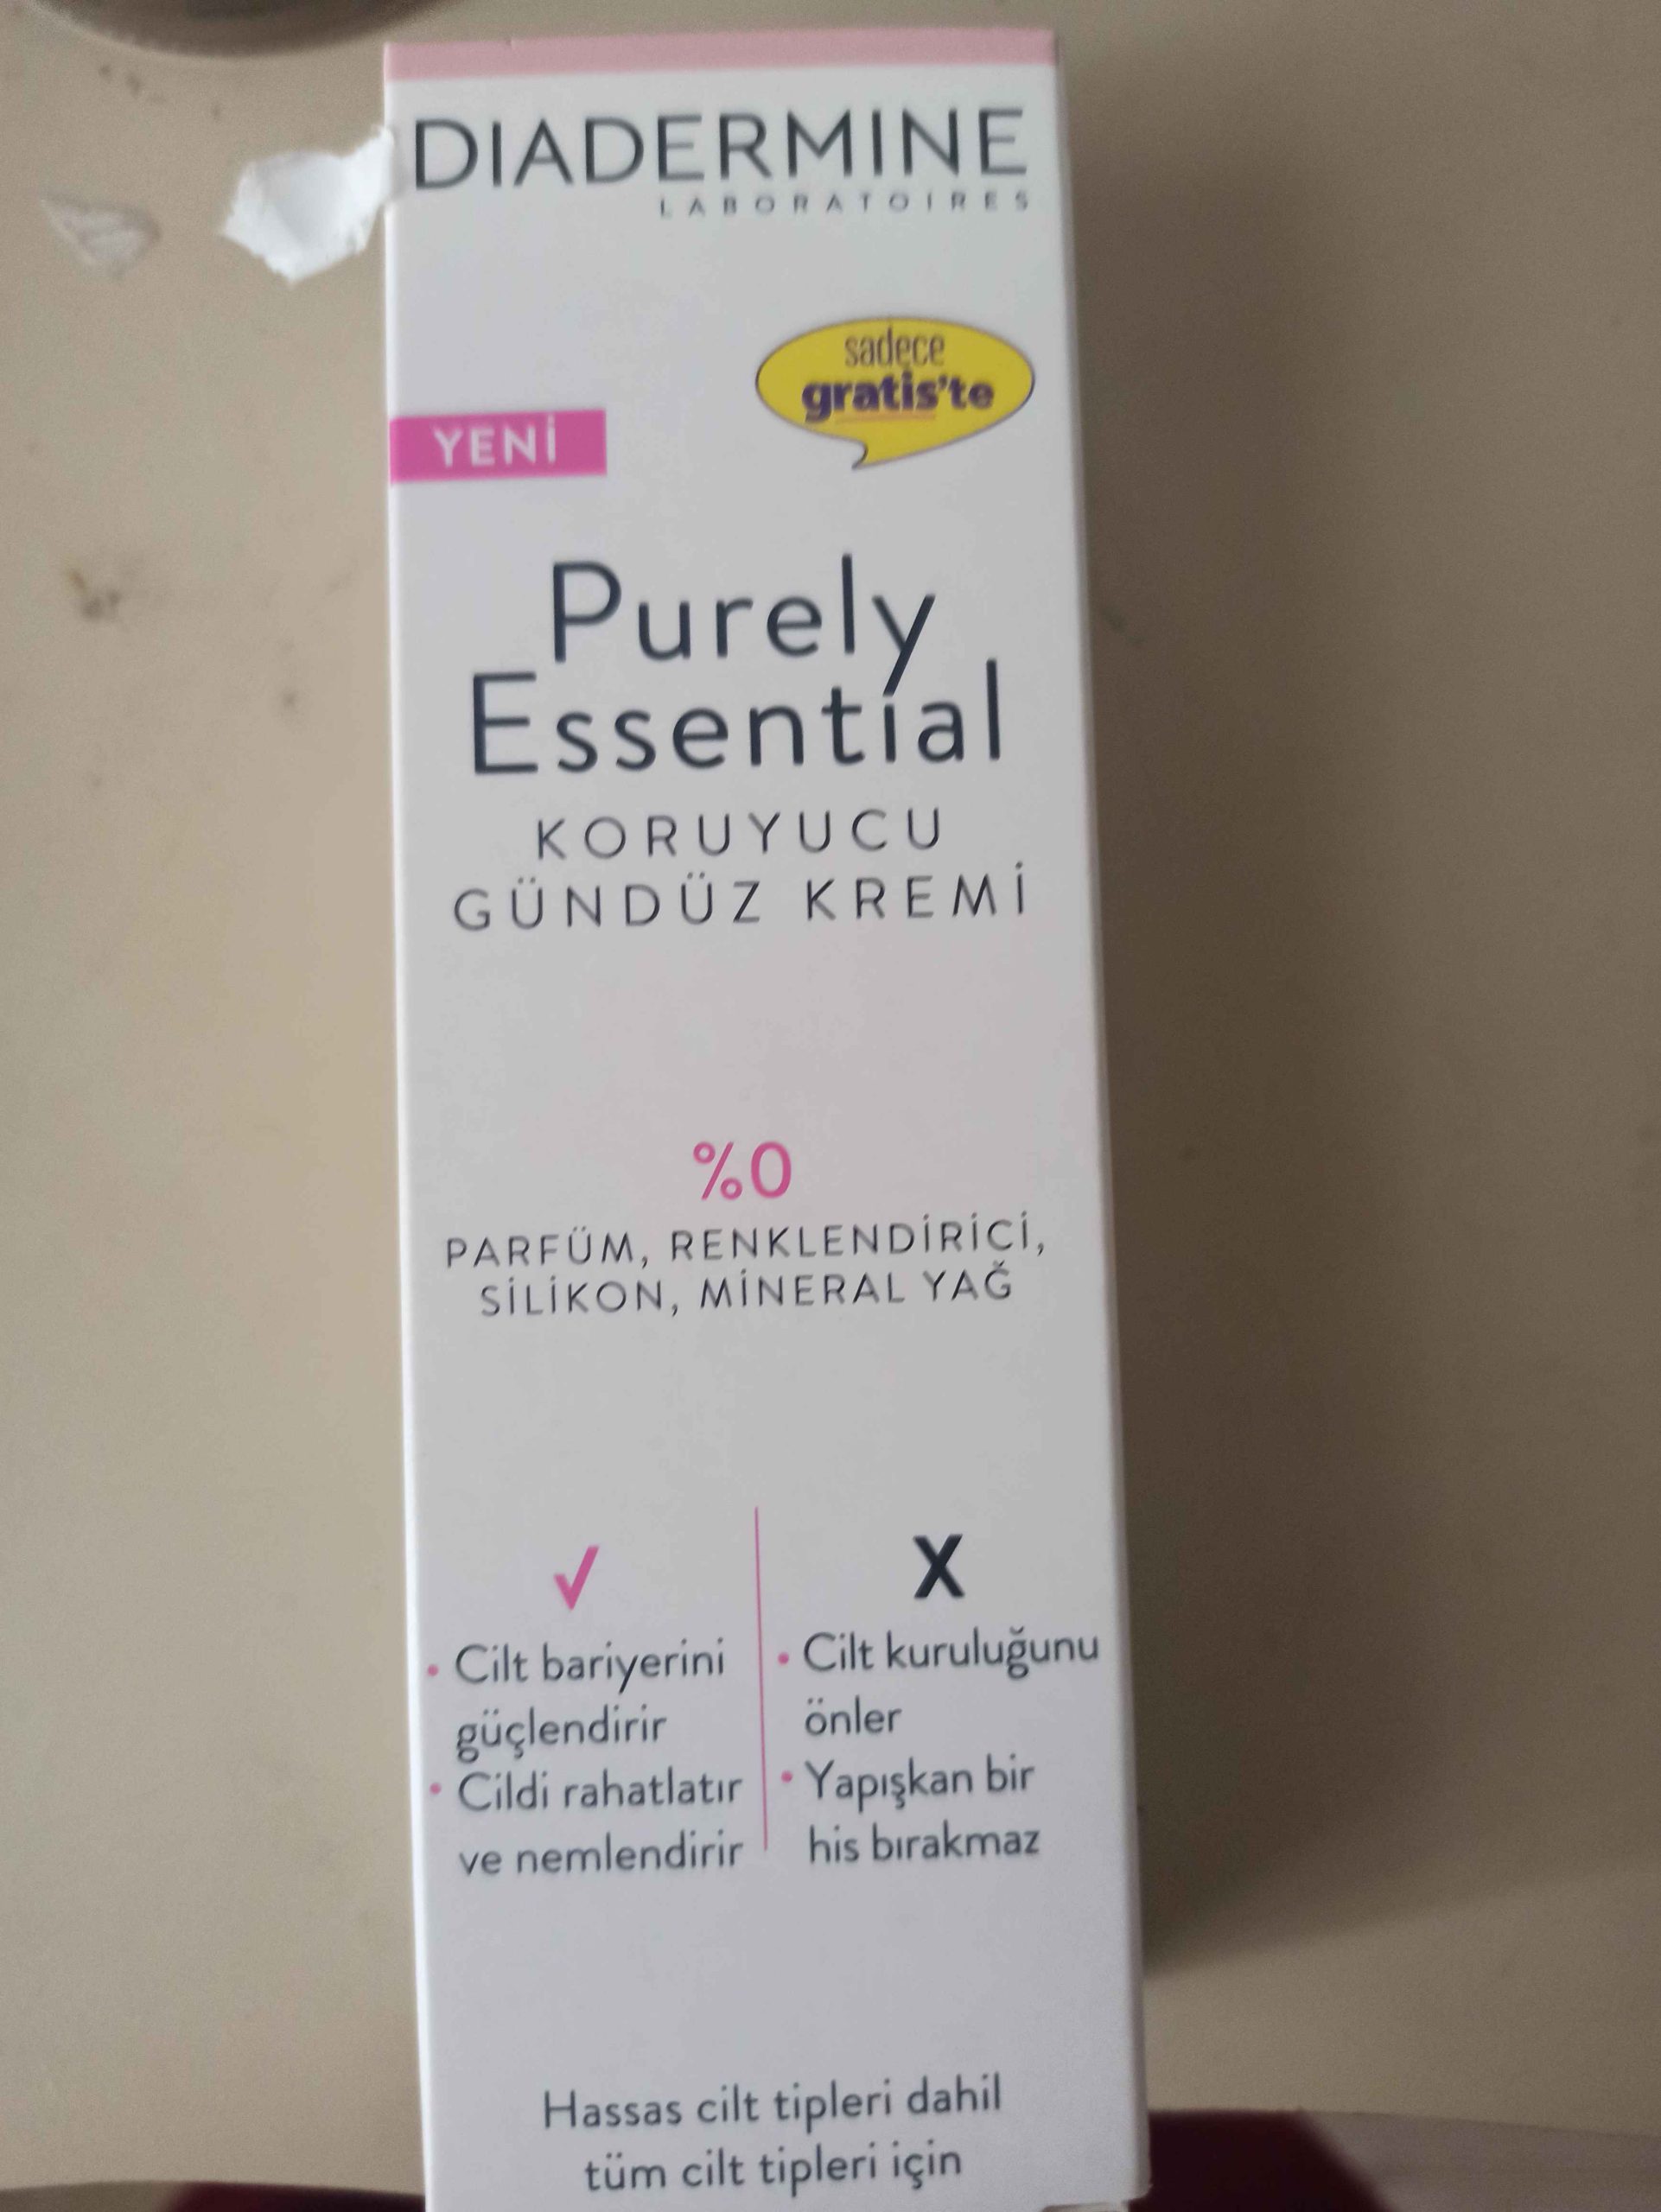 DIADERMINE
LABORATOIRES
sadece
gratis'te
YENİ
Purely
Essential
KORUYUCU
GÜNDÜZ KREMİ
%0
PARFÜM, RENKLENDİRİCİ,
SİLİKON, MİNERAL YAĞ
✓
• Cilt bariyerini
güçlendirir
• Cildi rahatlatır
ve nemlendirir
X
• Cilt kuruluğunu
önler
• Yapışkan bir
his bırakmaz
Hassas cilt tipleri dahil
tüm cilt tipleri için